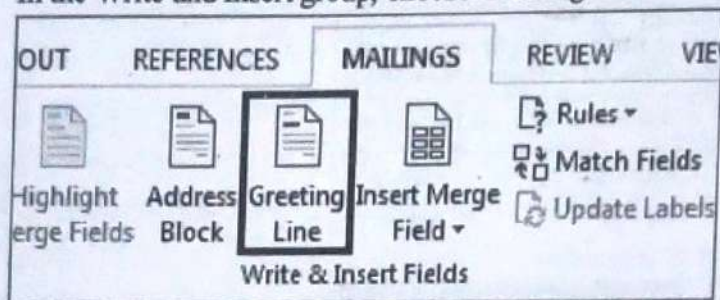 OUT REFERENCES MAILINGS REVIEW VIE
Rules
Match Fields
Update Labels
Highlight Address Greeting Insert Merge
erge Fields Block Line Field
Write & Insert Fields